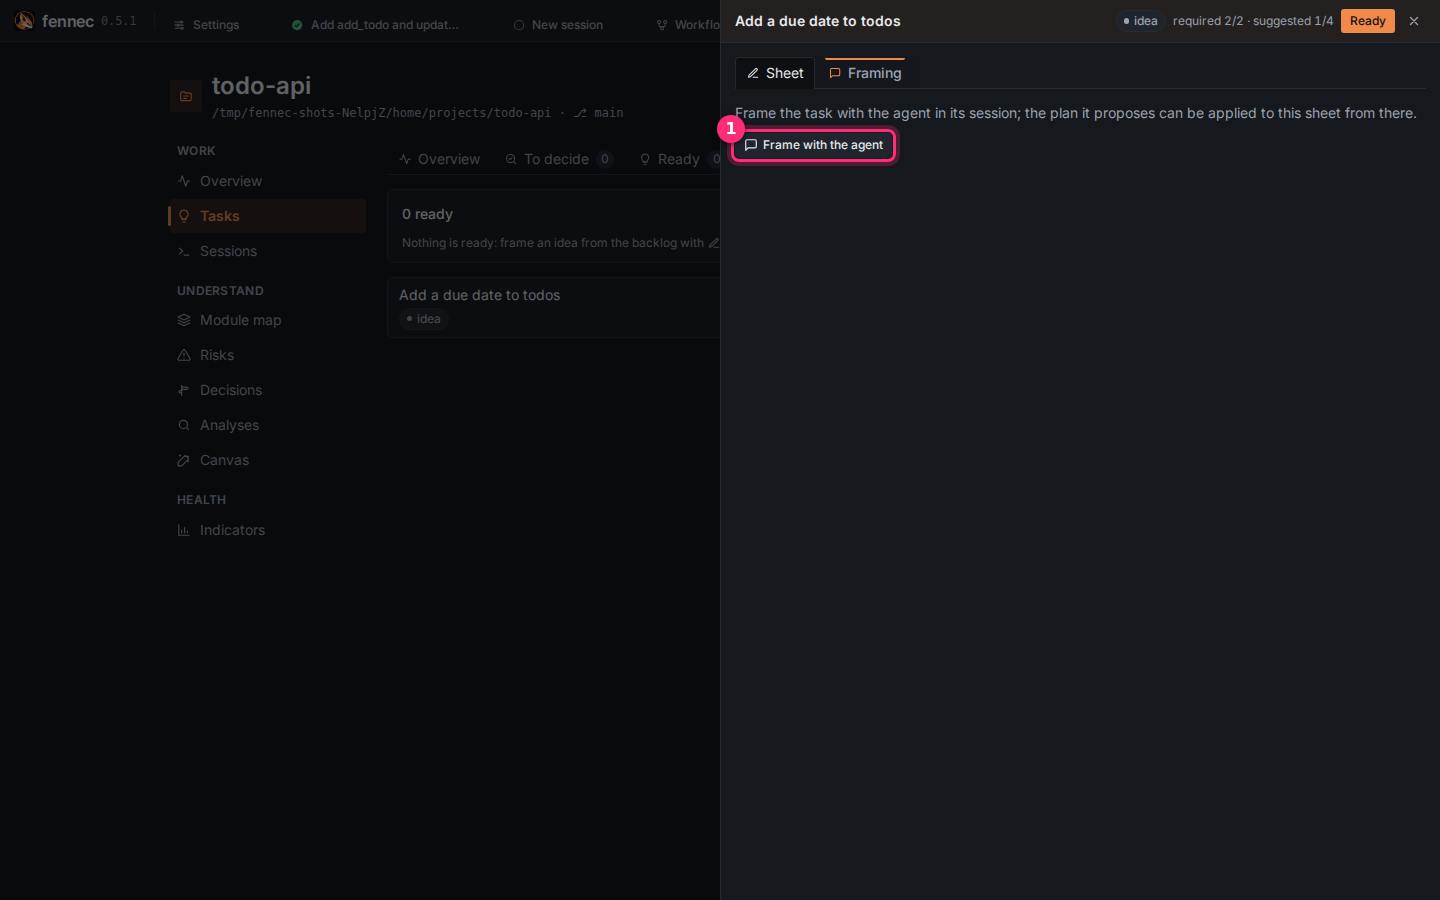 fennec 0.5.1
Settings
Add add_todo and updat...
New session
Workflo
todo-api
/tmp/fennec-shots-NelpjZ/home/projects/todo-api · ⎇ main
WORK
Overview
Tasks
Sessions
UNDERSTAND
Module map
Risks
Decisions
Analyses
Canvas
HEALTH
Indicators
Overview
To decide 0
Ready 0
0 ready
Nothing is ready: frame an idea from the backlog with
Add a due date to todos
idea
Add a due date to todos
idea
required 2/2 · suggested 1/4
Ready
Sheet
Framing
Frame the task with the agent in its session; the plan it proposes can be applied to this sheet from there.
1
Frame with the agent